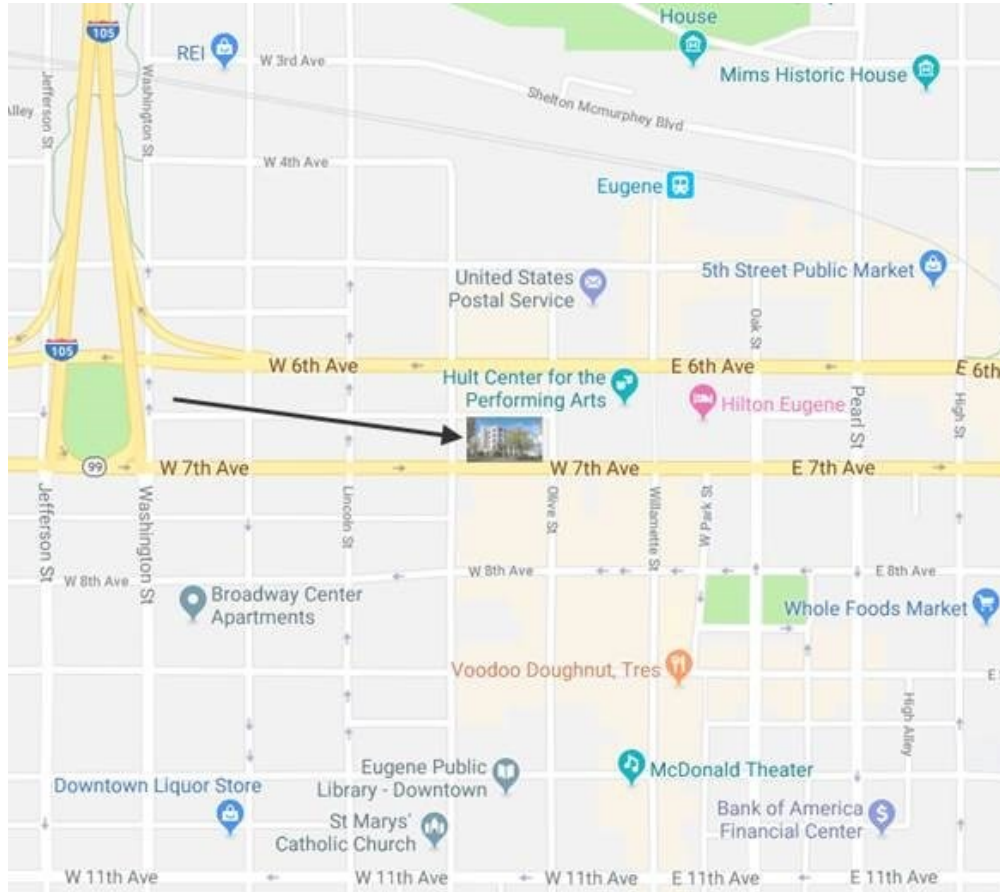 House
105
REI
W 3rd Ave
Mims Historic House
Jefferson St
Washington St
Alley
Shelton Mcmurphey Blvd
W 4th Ave
Eugene
United States
Postal Service
5th Street Public Market
Oak St
105
W 6th Ave
E 6th Ave
E 6th
Hult Center for the
Performing Arts
Hilton Eugene
Pearl St
High St
99
W 7th Ave
W 7th Ave
E 7th Ave
Jefferson St
Washington St
Lincoln St
Olive St
Willamette St
W Park St
W 8th Ave
W 8th Ave
E 8th Ave
Broadway Center
Apartments
Whole Foods Market
Voodoo Doughnut, Tres
E
High Alley
Eugene Public
Library - Downtown
McDonald Theater
Downtown Liquor Store
St Marys'
Catholic Church
Bank of America
Financial Center
W 11th Ave
W 11th Ave
W 11th Ave
E 11th Ave
E 11th Ave